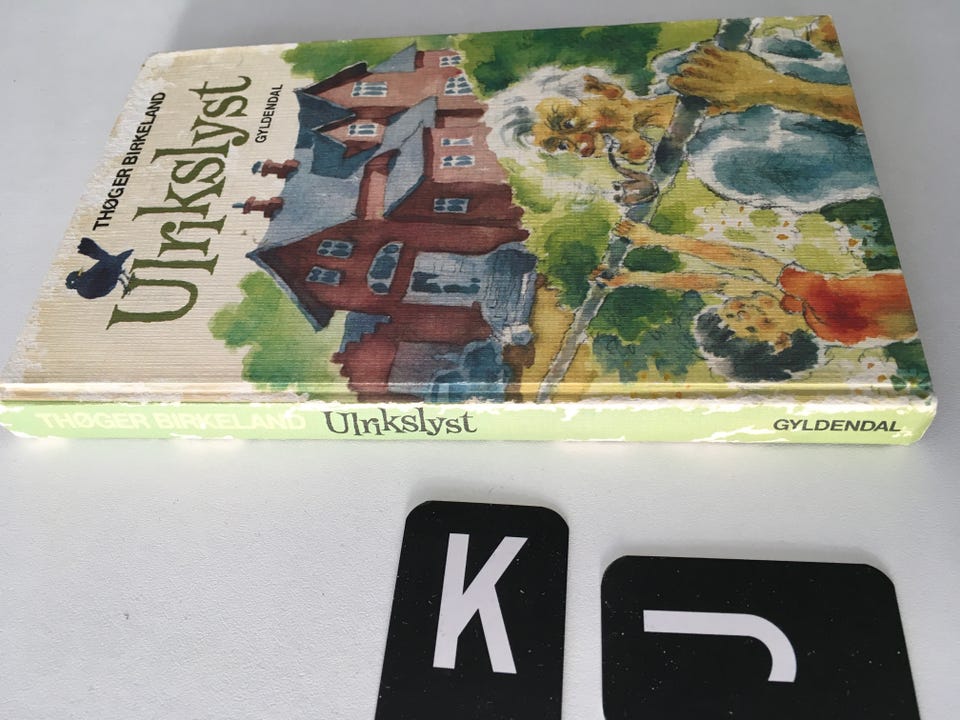 THØGER BIRKELAND
Ulrikslyst
GYLDENDAL
THØGER BIRKELAND Ulrikslyst GYLDENDAL
K
J